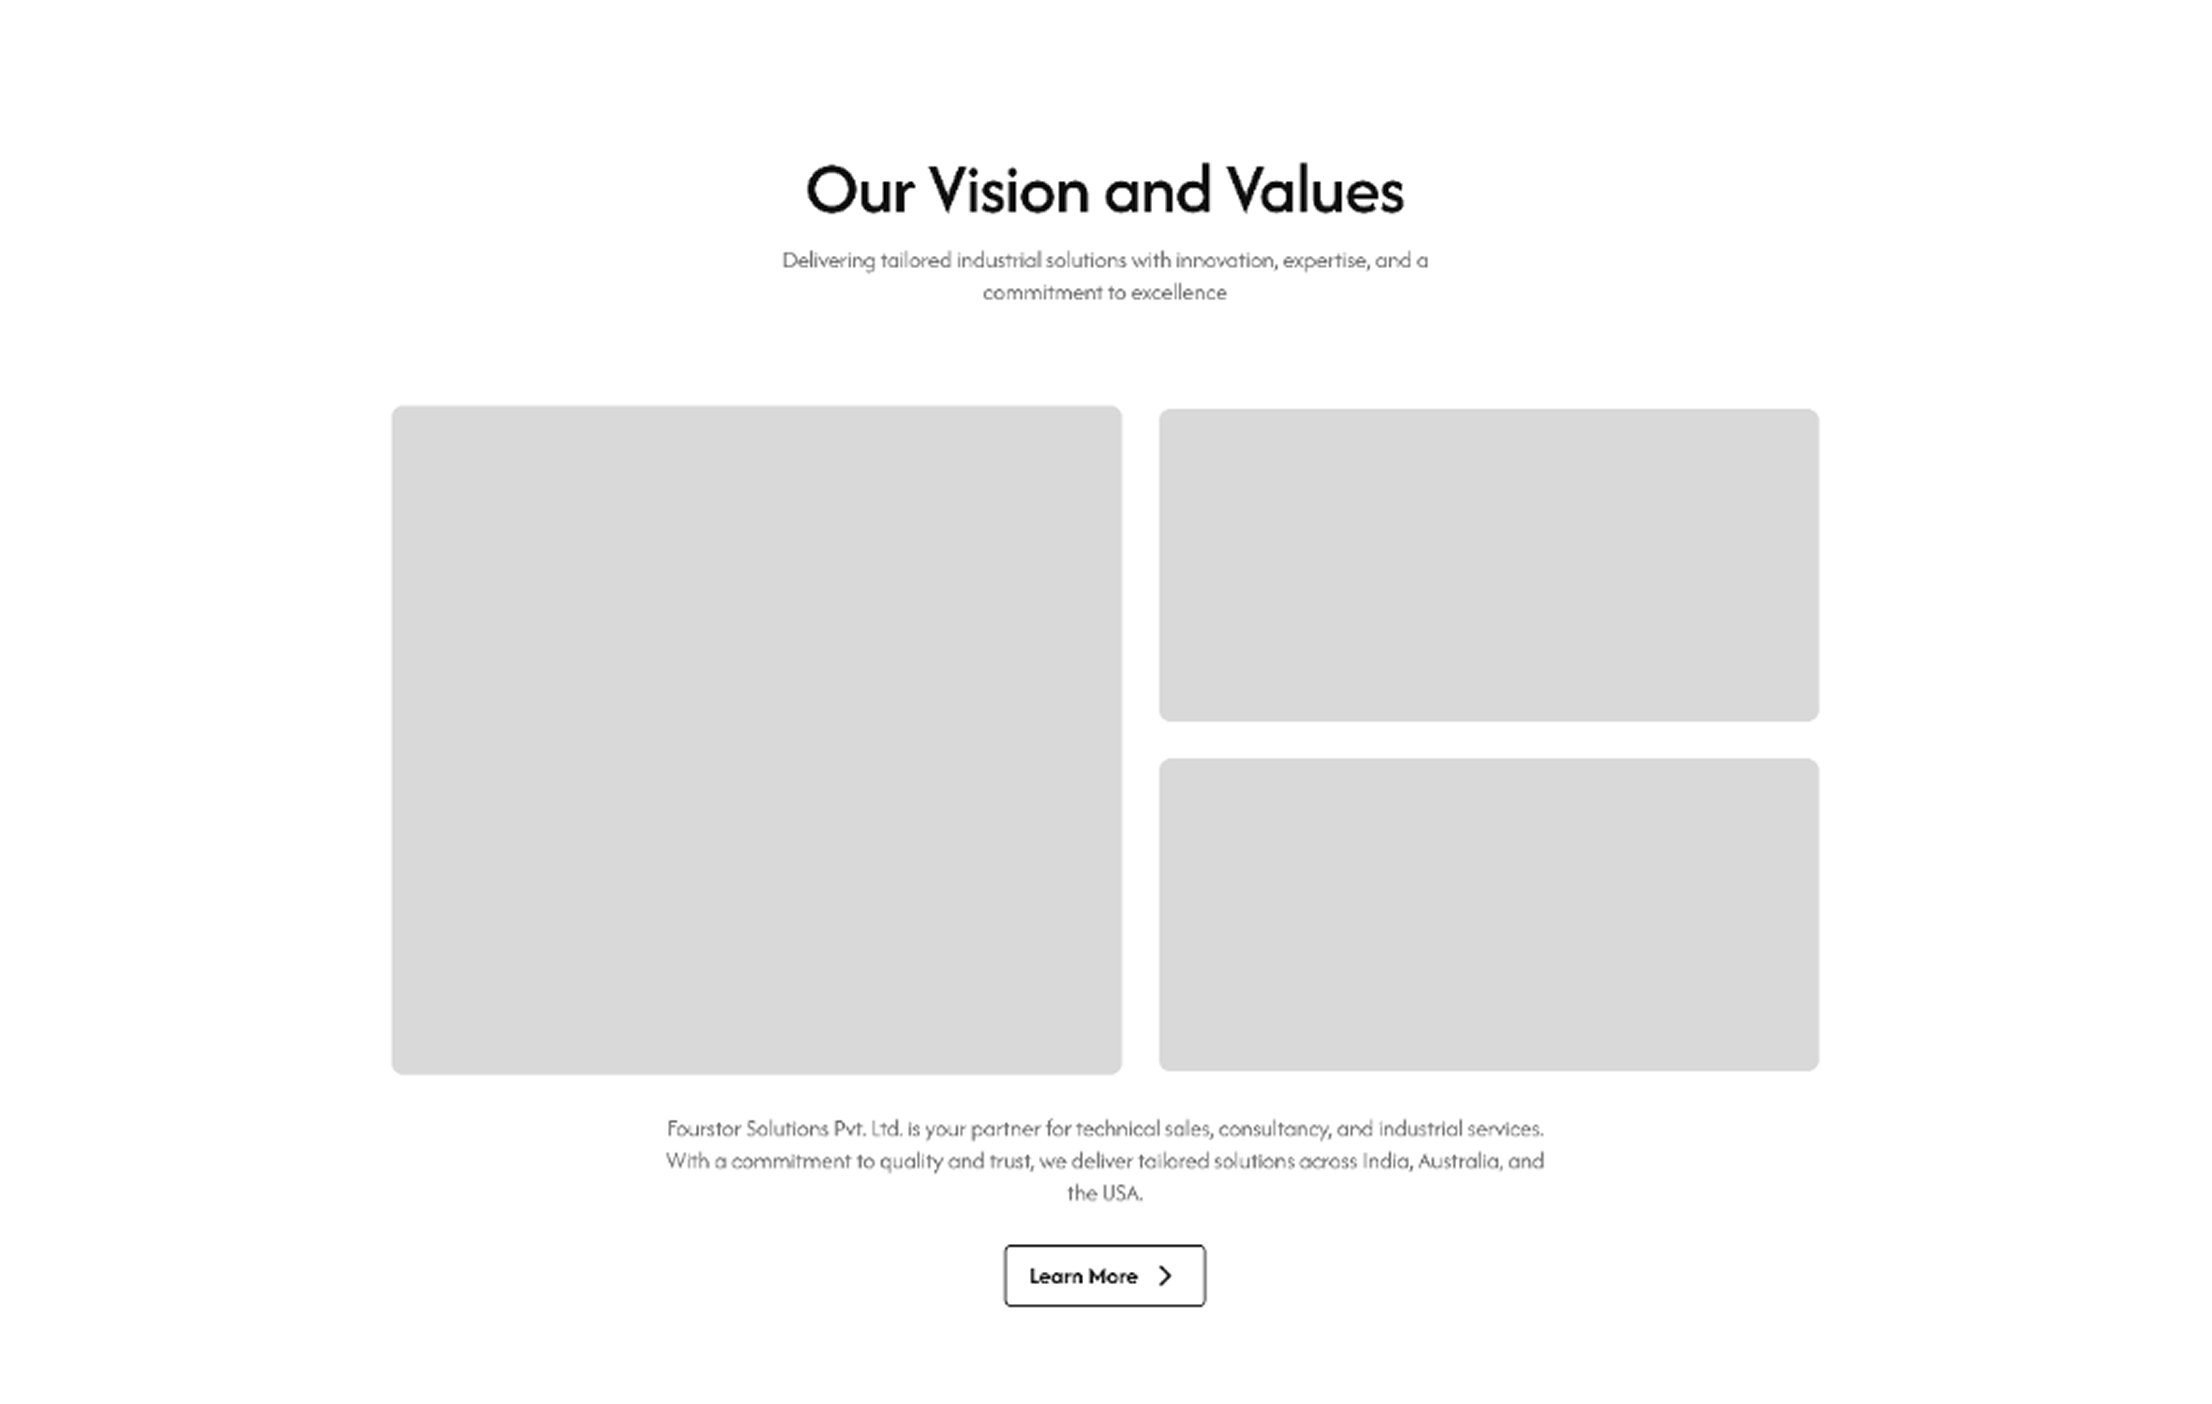 Our Vision and Values
Delivering tailored industrial solutions with innovation, expertise, and a
commitment to excellence
Fourstor Solutions Pvt. Ltd. is your partner for technical sales, consultancy, and industrial services.
With a commitment to quality and trust, we deliver tailored solutions across India, Australia, and
the USA.
Learn More